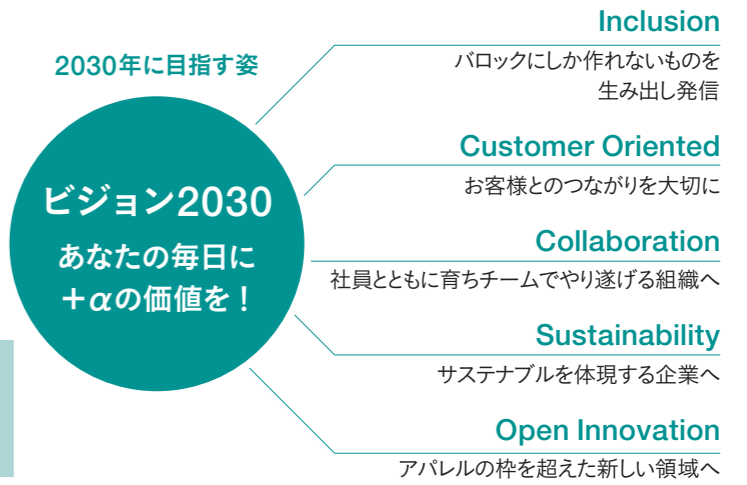 2030年に目指す姿
ビジョン2030
あなたの毎日に
+αの価値を！
Inclusion
バロックにしか作れないものを
生み出し発信
Customer Oriented
お客様とのつながりを大切に
Collaboration
社員とともに育ちチームでやり遂げる組織へ
Sustainability
サステナブルを体現する企業へ
Open Innovation
アパレルの枠を超えた新しい領域へ